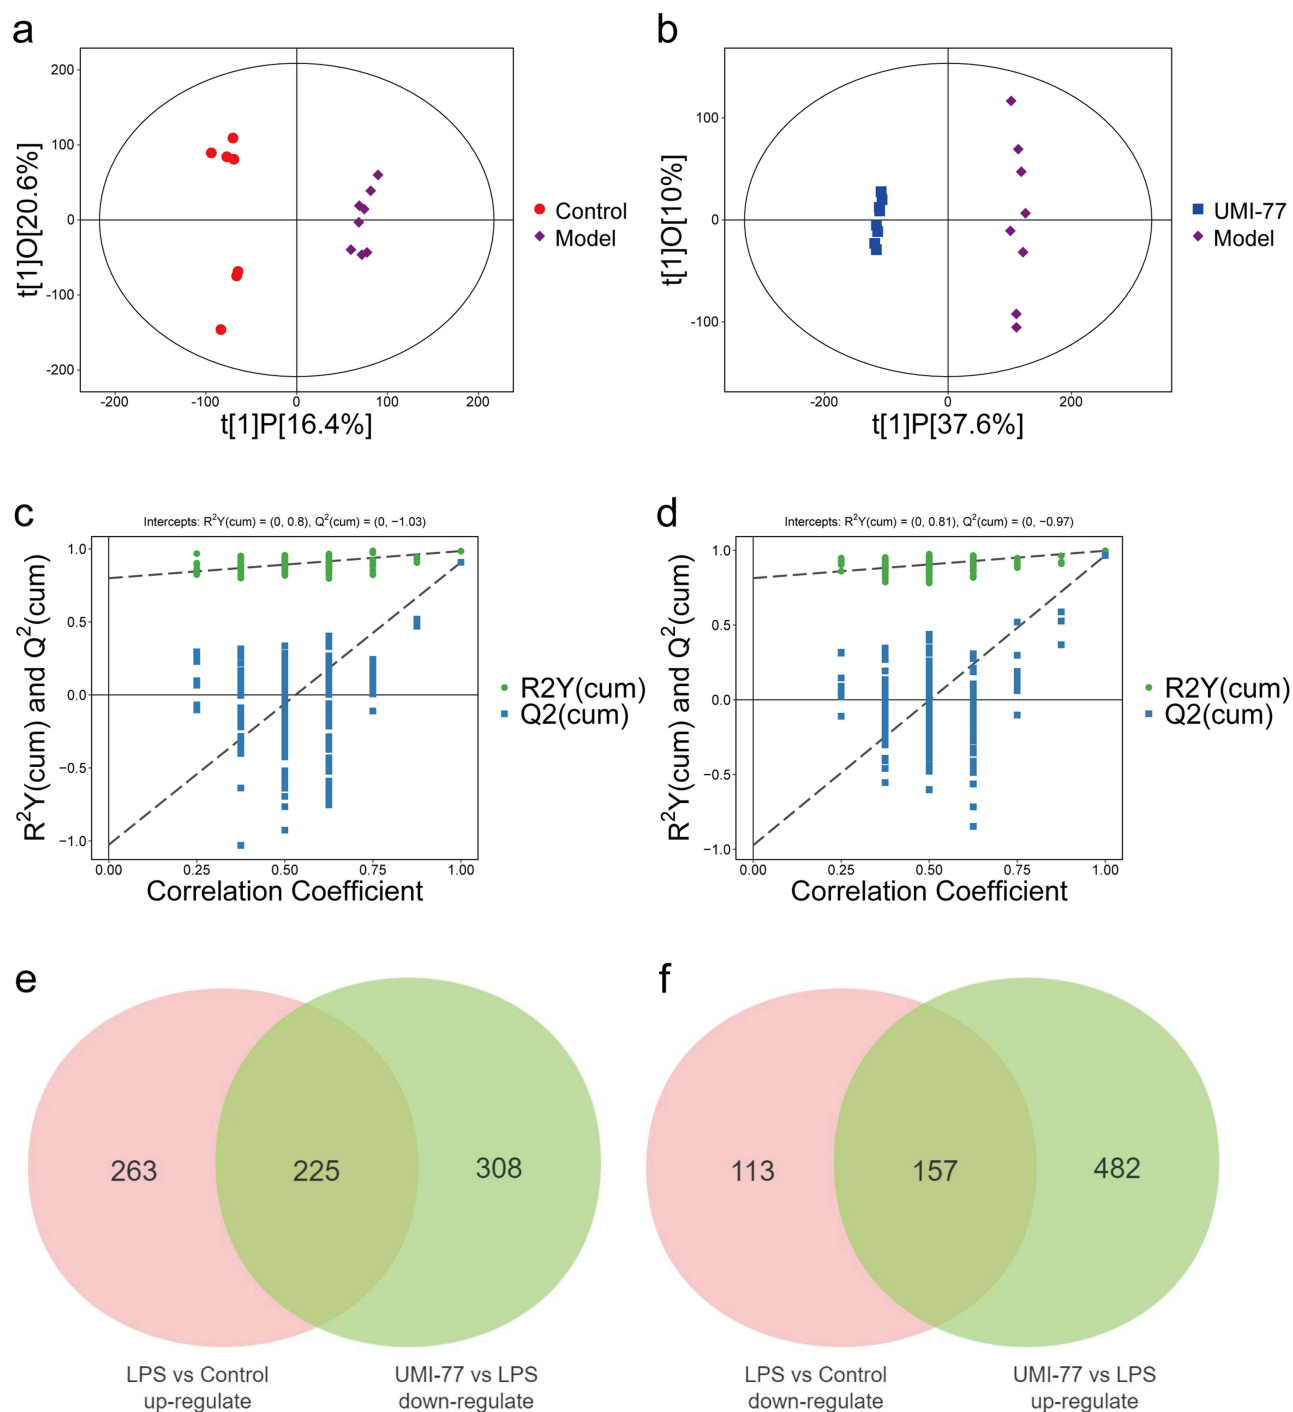 a
200
100
0
-100
-200
t[1]O[20.6%]
-200 -100 0 100 200
t[1]P[16.4%]
Control
Model
b
100
0
-100
t[1]O[10%]
-200 0 200
t[1]P[37.6%]
UMI-77
Model
c
Intercepts: R²Y(cum) = (0, 0.8), Q²(cum) = (0, −1.03)
1.0
0.5
0.0
−0.5
−1.0
R²Y(cum) and Q²(cum)
0.00 0.25 0.50 0.75 1.00
Correlation Coefficient
R2Y(cum)
Q2(cum)
d
Intercepts: R²Y(cum) = (0, 0.81), Q²(cum) = (0, −0.97)
1.0
0.5
0.0
−0.5
−1.0
R²Y(cum) and Q²(cum)
0.00 0.25 0.50 0.75 1.00
Correlation Coefficient
R2Y(cum)
Q2(cum)
e
263 225 308
LPS vs Control
up-regulate
UMI-77 vs LPS
down-regulate
f
113 157 482
LPS vs Control
down-regulate
UMI-77 vs LPS
up-regulate